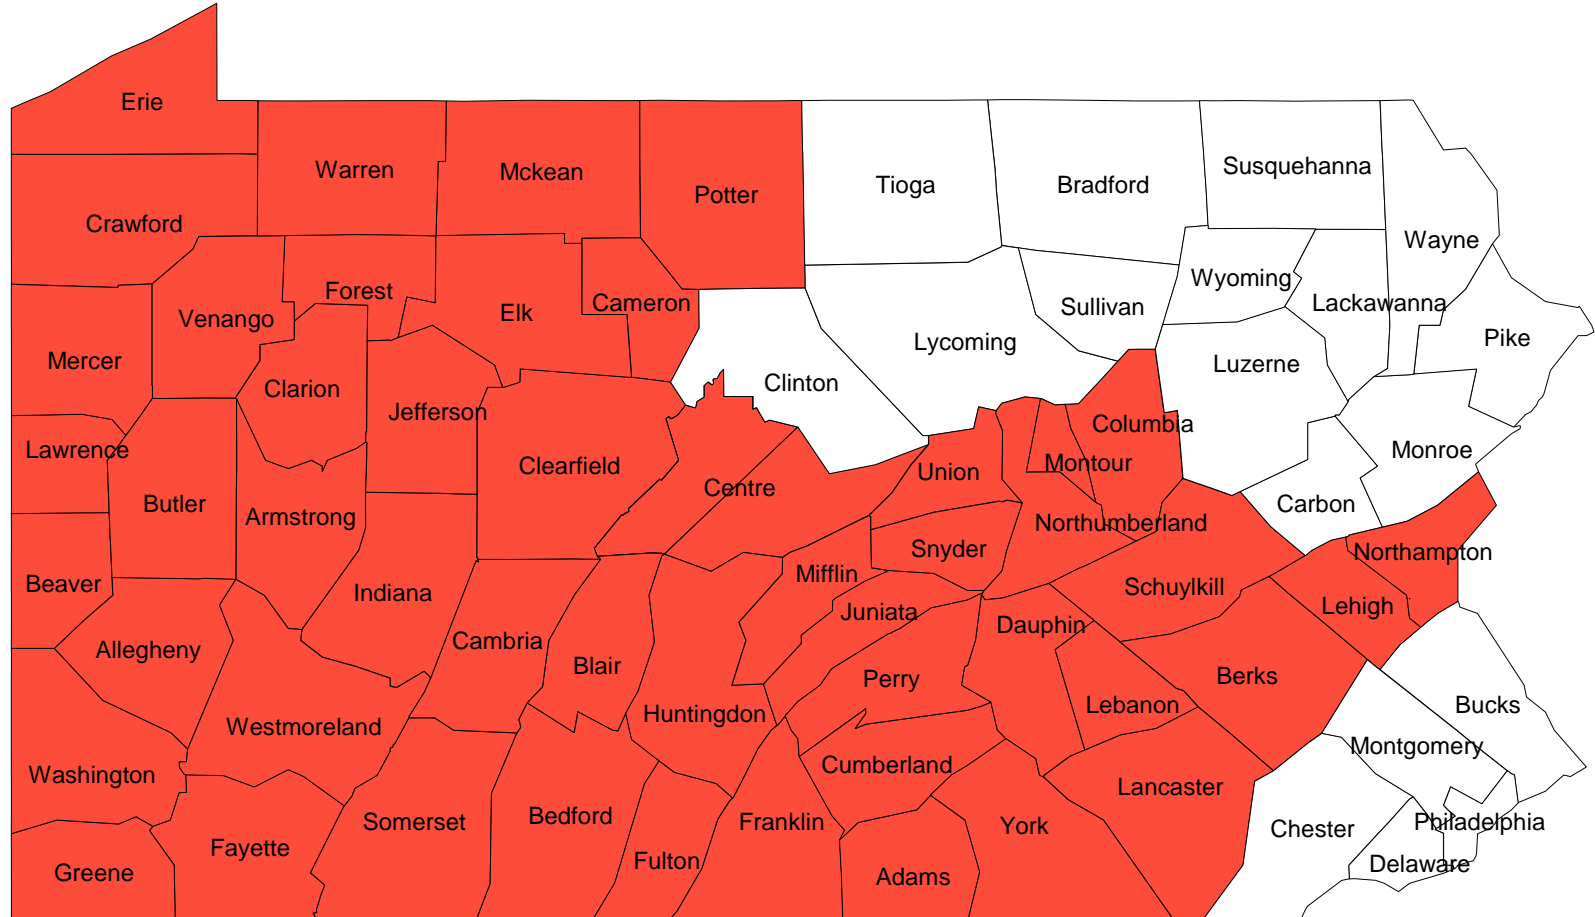 Erie
Warren
Mckean
Potter
Tioga
Bradford
Susquehanna
Crawford
Wayne
Forest
Venango
Elk
Cameron
Wyoming
Lackawanna
Sullivan
Mercer
Lycoming
Pike
Luzerne
Clarion
Clinton
Jefferson
Columbia
Lawrence
Clearfield
Montour
Monroe
Union
Centre
Butler
Armstrong
Carbon
Northumberland
Snyder
Northampton
Beaver
Indiana
Mifflin
Schuylkill
Lehigh
Juniata
Dauphin
Allegheny
Cambria
Blair
Perry
Berks
Westmoreland
Huntingdon
Lebanon
Bucks
Montgomery
Washington
Cumberland
Lancaster
Somerset
Bedford
Franklin
York
Chester
Philadelphia
Fayette
Fulton
Delaware
Greene
Adams